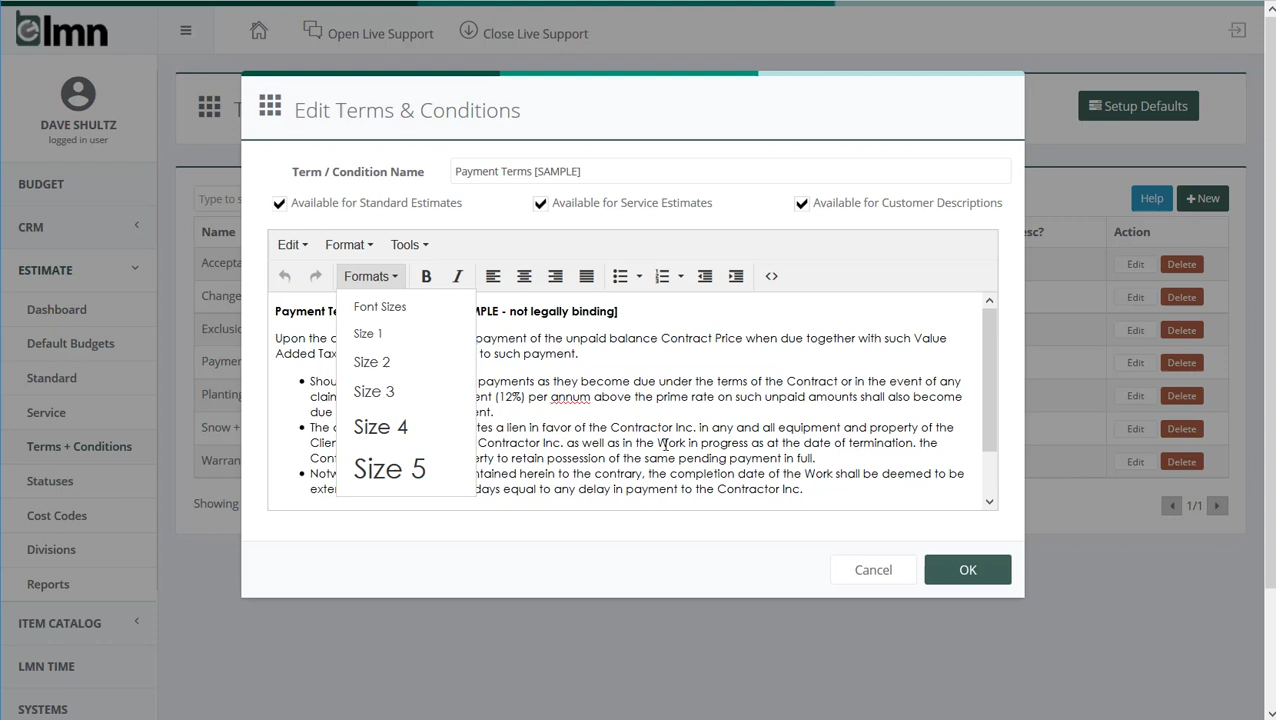 lmn
Open Live Support
Close Live Support
DAVE SHULTZ
logged in user
BUDGET
CRM
ESTIMATE
Dashboard
Default Budgets
Standard
Service
Terms + Conditions
Statuses
Cost Codes
Divisions
Reports
ITEM CATALOG
LMN TIME
SYSTEMS
T
Setup Defaults
Type to s
Help
+ New
Name
esc?
Action
Accepta
Edit
Delete
Change
Edit
Delete
Exclusio
Edit
Delete
Paymen
Edit
Delete
Planting
Edit
Delete
Snow +
Edit
Delete
Warran
Edit
Delete
Showing
1/1
Edit Terms & Conditions
Term / Condition Name
Payment Terms [SAMPLE]
Available for Standard Estimates
Available for Service Estimates
Available for Customer Descriptions
Edit
Format
Tools
Formats
B
I
<>
Font Sizes
Size 1
Size 2
Size 3
Size 4
Size 5
Payment Te MPLE - not legally binding]
Upon the c payment of the unpaid balance Contract Price when due together with such Value
Added Tax to such payment.
• Shou payments as they become due under the terms of the Contract or in the event of any
claim ent (12%) per annum above the prime rate on such unpaid amounts shall also become
due ent.
• The c tes a lien in favor of the Contractor Inc. in any and all equipment and property of the
Clien Contractor Inc. as well as in the Work in progress as at the date of termination. the
Cont erty to retain possession of the same pending payment in full.
• Notw ntained herein to the contrary, the completion date of the Work shall be deemed to be
exter days equal to any delay in payment to the Contractor Inc.
Cancel
OK